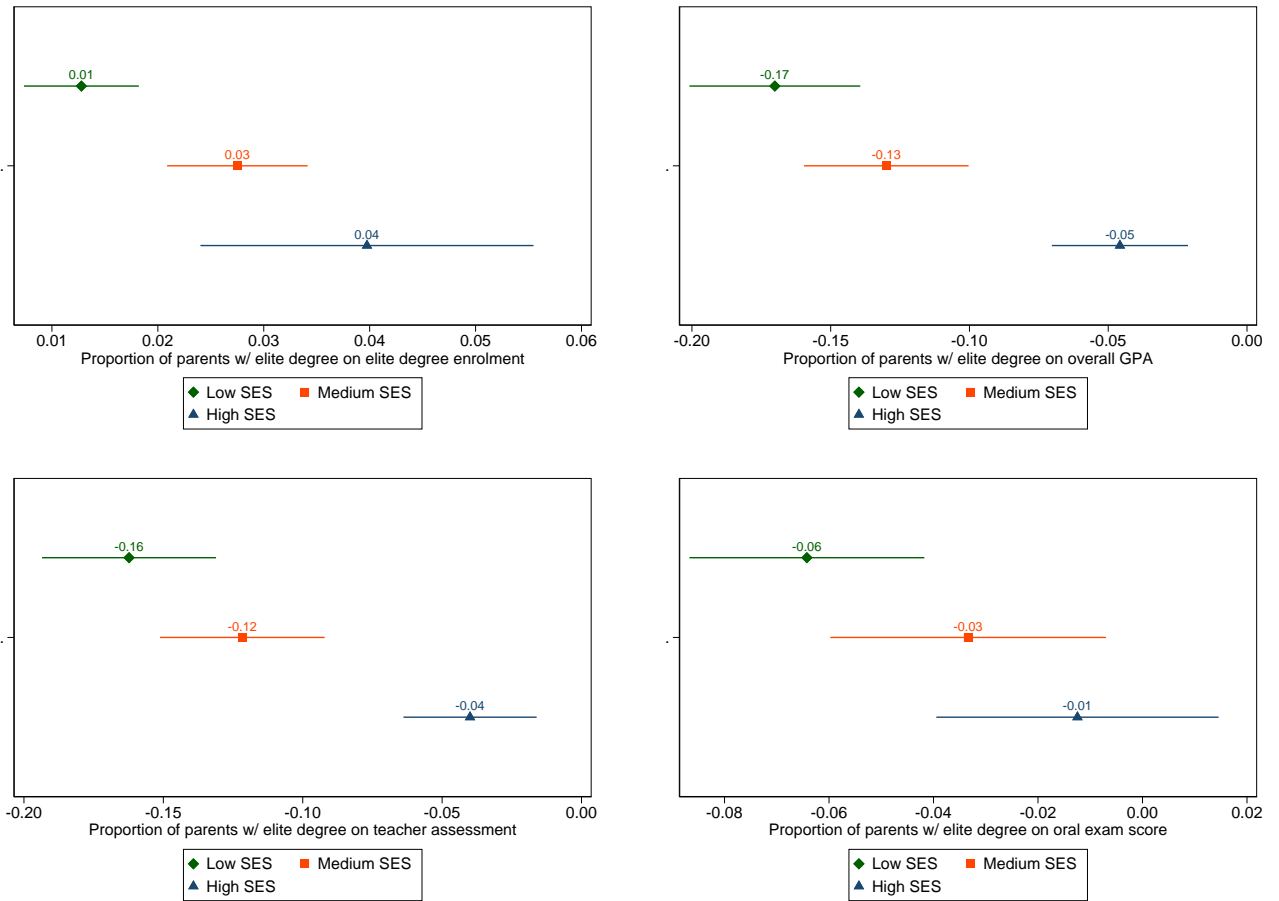 0.01
0.03
0.04
.
0.01 0.02 0.03 0.04 0.05 0.06
Proportion of parents w/ elite degree on elite degree enrolment
Low SES Medium SES
High SES
-0.17
-0.13
-0.05
.
-0.20 -0.15 -0.10 -0.05 0.00
Proportion of parents w/ elite degree on overall GPA
Low SES Medium SES
High SES
-0.16
-0.12
-0.04
.
-0.20 -0.15 -0.10 -0.05 0.00
Proportion of parents w/ elite degree on teacher assessment
Low SES Medium SES
High SES
-0.06
-0.03
-0.01
.
-0.08 -0.06 -0.04 -0.02 0.00 0.02
Proportion of parents w/ elite degree on oral exam score
Low SES Medium SES
High SES